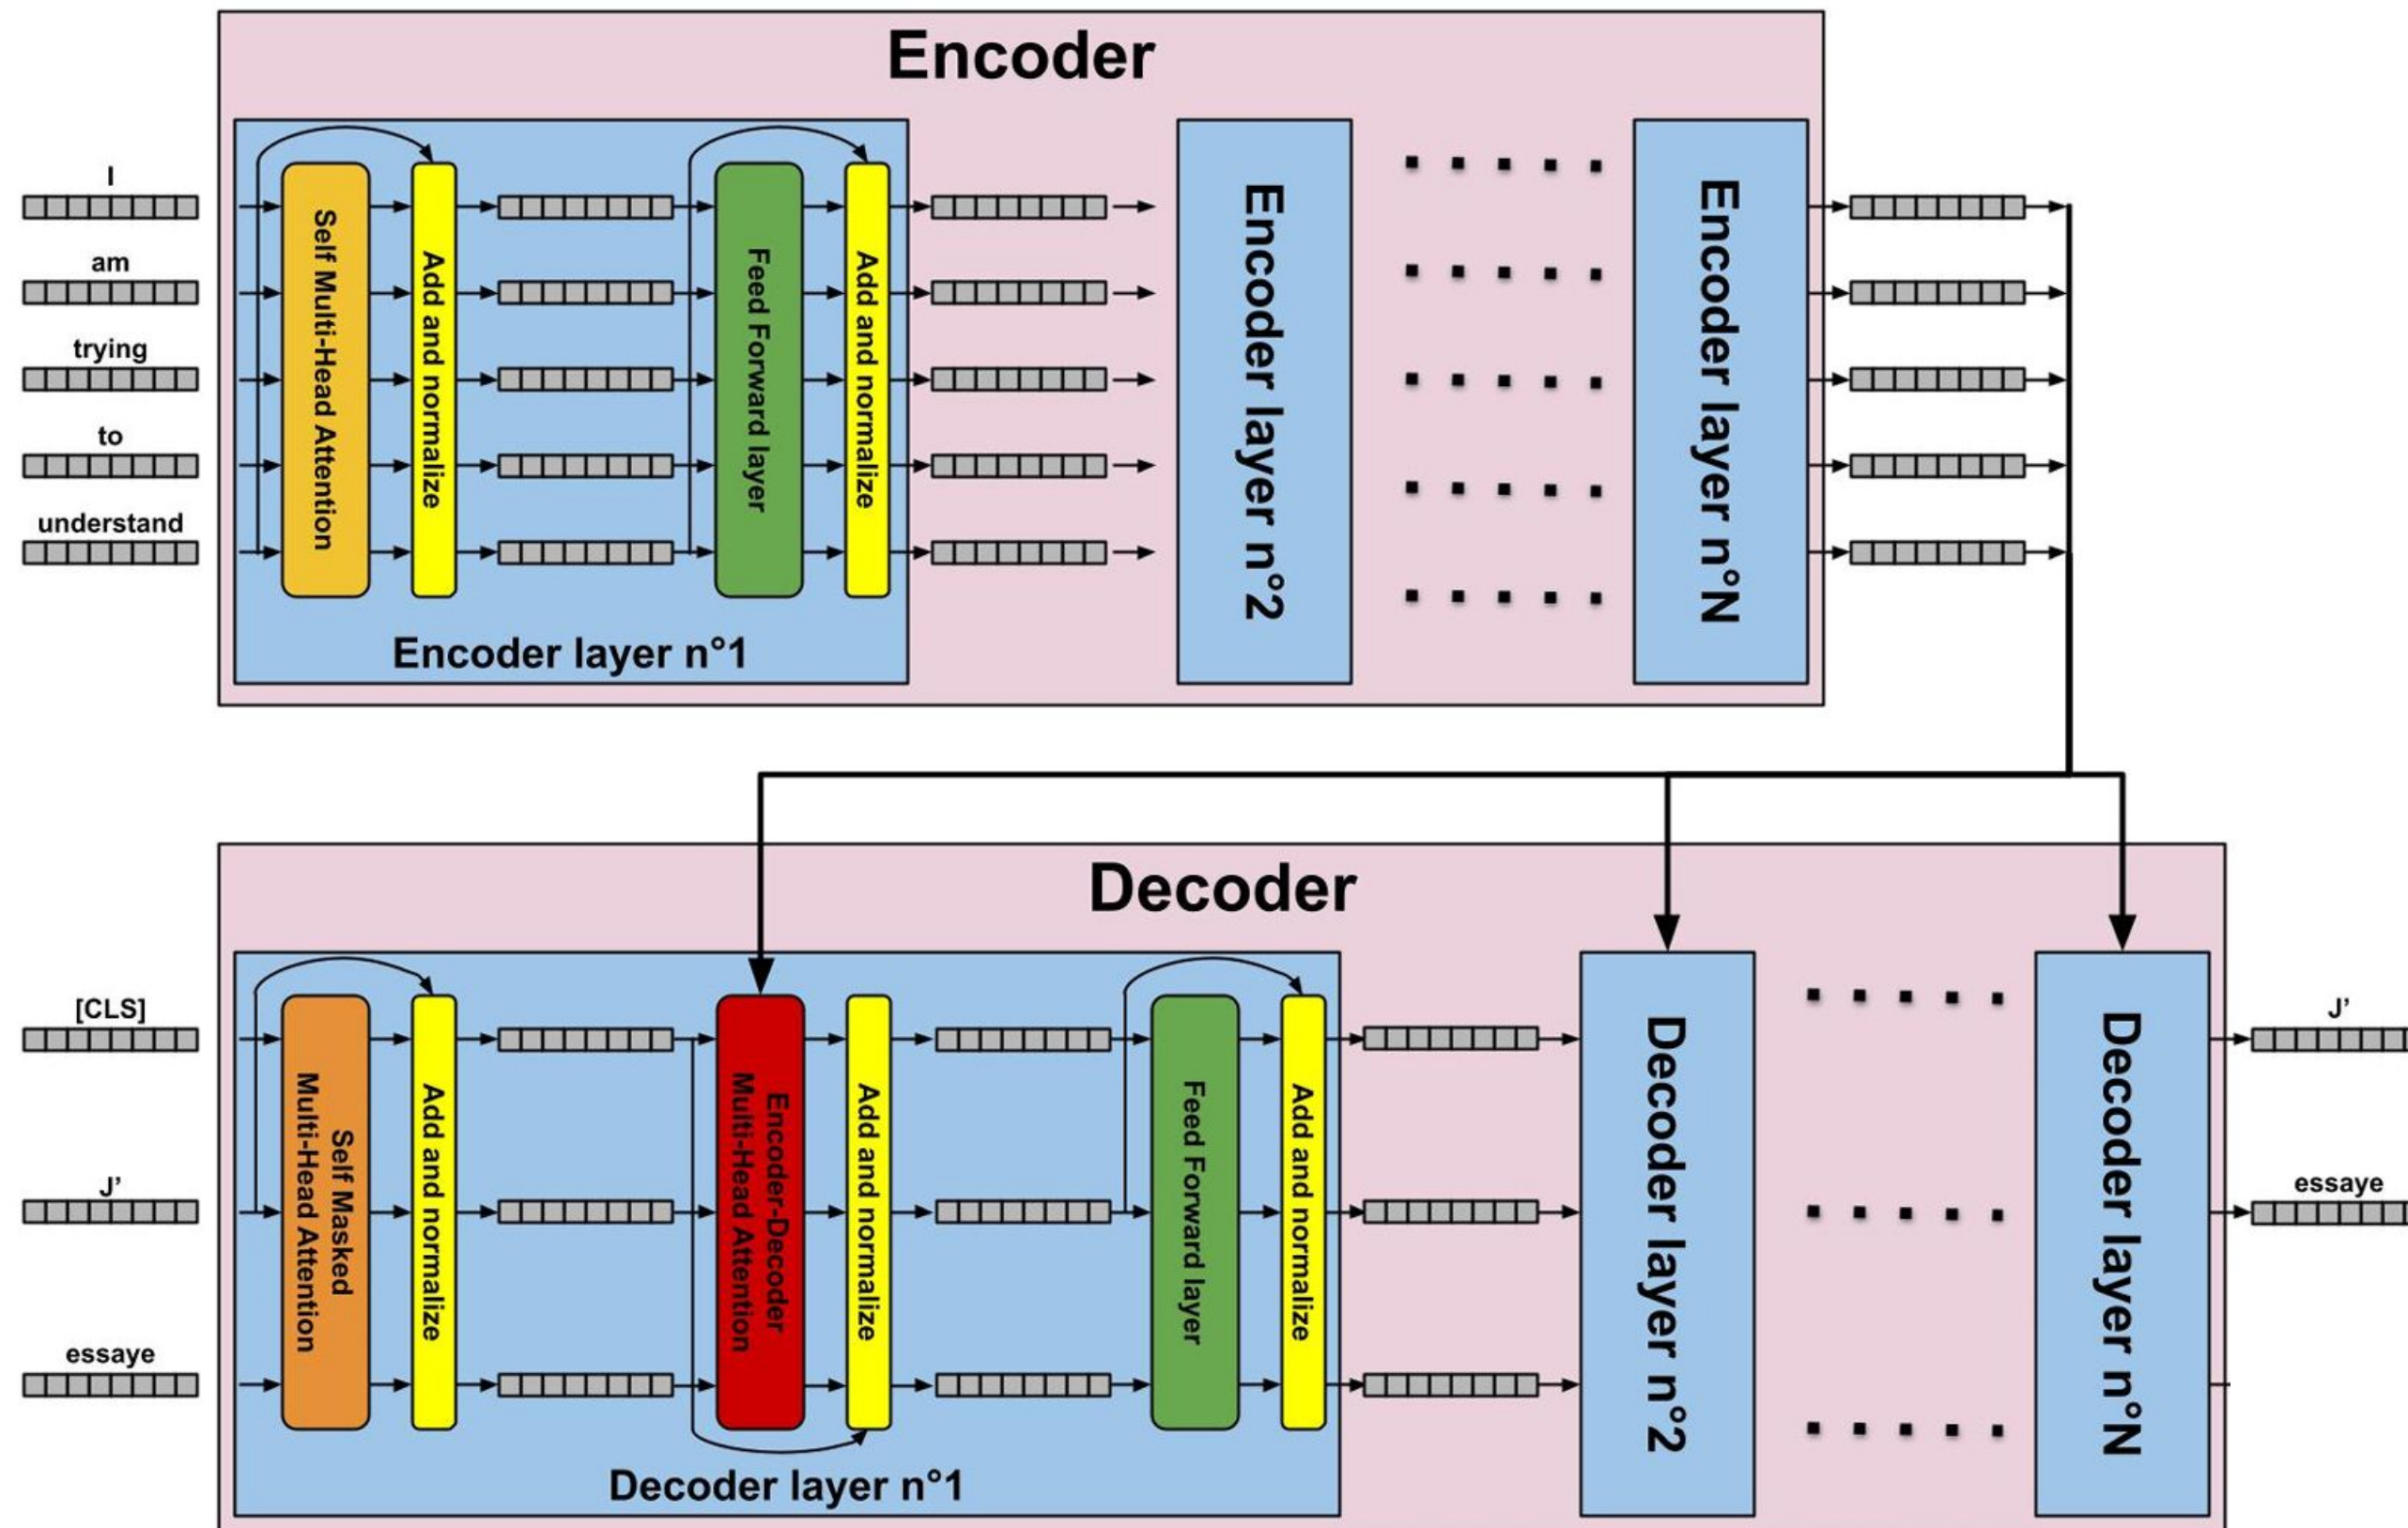 Encoder
I
am
trying
to
understand
Self Multi-Head Attention
Add and normalize
Feed Forward layer
Add and normalize
Encoder layer n°1
Encoder layer n°2
Encoder layer n°N
Decoder
[CLS]
J’
essaye
Self Masked
Multi-Head Attention
Add and normalize
Encoder-Decoder
Multi-Head Attention
Add and normalize
Feed Forward layer
Add and normalize
Decoder layer n°1
Decoder layer n°2
Decoder layer n°N
J’
essaye